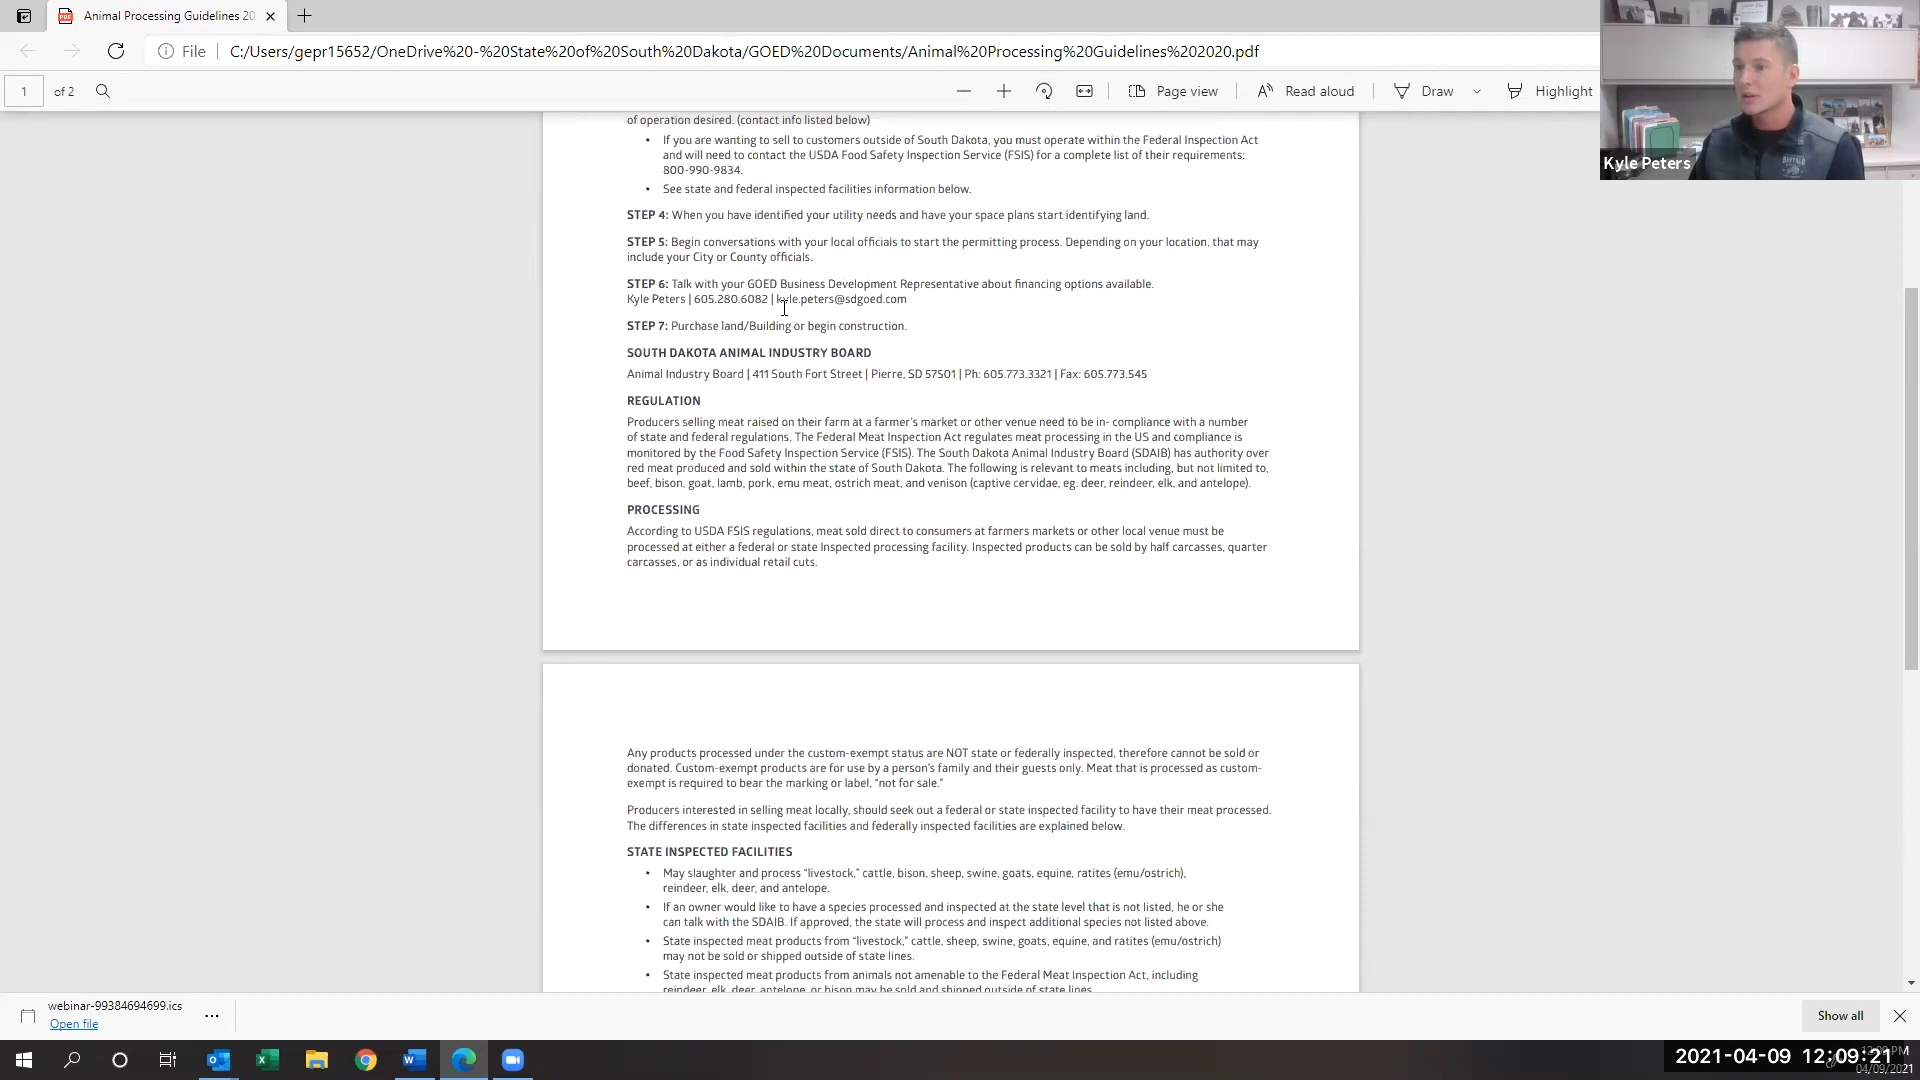 Animal Processing Guidelines 20
File
C:/Users/gepr15652/OneDrive%20-%20State%20of%20South%20Dakota/GOED%20Documents/Animal%20Processing%20Guidelines%202020.pdf
1 of 2
Page view
Read aloud
Draw
Highlight
Kyle Peters
of operation desired. (contact info listed below)
• If you are wanting to sell to customers outside of South Dakota, you must operate within the Federal Inspection Act
and will need to contact the USDA Food Safety Inspection Service (FSIS) for a complete list of their requirements:
800-990-9834.
• See state and federal inspected facilities information below.
STEP 4: When you have identified your utility needs and have your space plans start identifying land.
STEP 5: Begin conversations with your local officials to start the permitting process. Depending on your location, that may
include your City or County officials.
STEP 6: Talk with your GOED Business Development Representative about financing options available.
Kyle Peters | 605.280.6082 | kyle.peters@sdgoed.com
STEP 7: Purchase land/Building or begin construction.
SOUTH DAKOTA ANIMAL INDUSTRY BOARD
Animal Industry Board | 411 South Fort Street | Pierre, SD 57501 | Ph: 605.773.3321 | Fax: 605.773.545
REGULATION
Producers selling meat raised on their farm at a farmer's market or other venue need to be in- compliance with a number
of state and federal regulations. The Federal Meat Inspection Act regulates meat processing in the US and compliance is
monitored by the Food Safety Inspection Service (FSIS). The South Dakota Animal Industry Board (SDAIB) has authority over
red meat produced and sold within the state of South Dakota. The following is relevant to meats including, but not limited to,
beef, bison, goat, lamb, pork, emu meat, ostrich meat, and venison (captive cervidae, eg. deer, reindeer, elk, and antelope).
PROCESSING
According to USDA FSIS regulations, meat sold direct to consumers at farmers markets or other local venue must be
processed at either a federal or state Inspected processing facility. Inspected products can be sold by half carcasses, quarter
carcasses, or as individual retail cuts.
Any products processed under the custom-exempt status are NOT state or federally inspected, therefore cannot be sold or
donated. Custom-exempt products are for use by a person's family and their guests only. Meat that is processed as custom-
exempt is required to bear the marking or label, "not for sale."
Producers interested in selling meat locally, should seek out a federal or state inspected facility to have their meat processed.
The differences in state inspected facilities and federally inspected facilities are explained below.
STATE INSPECTED FACILITIES
• May slaughter and process "livestock," cattle, bison, sheep, swine, goats, equine, ratites (emu/ostrich),
reindeer, elk, deer, and antelope.
• If an owner would like to have a species processed and inspected at the state level that is not listed, he or she
can talk with the SDAIB. If approved, the state will process and inspect additional species not listed above.
• State inspected meat products from "livestock," cattle, sheep, swine, goats, equine, and ratites (emu/ostrich)
may not be sold or shipped outside of state lines.
• State inspected meat products from animals not amenable to the Federal Meat Inspection Act, including
reindeer, elk, deer, antelope, or bison may be sold and shipped outside of state lines.
webinar-99384694699.ics
Open file
Show all
2021-04-09 12:09:21
04/09/2021